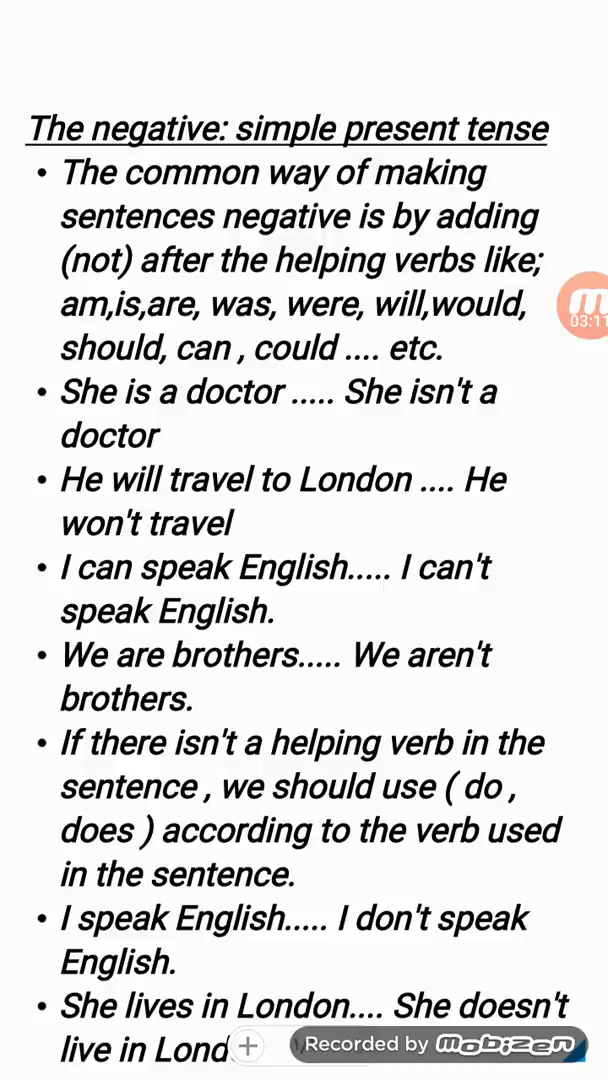 The negative: simple present tense
• The common way of making
sentences negative is by adding
(not) after the helping verbs like;
am,is,are, was, were, will,would,
should, can , could .... etc.
• She is a doctor ..... She isn't a
doctor
• He will travel to London .... He
won't travel
• I can speak English..... I can't
speak English.
• We are brothers..... We aren't
brothers.
• If there isn't a helping verb in the
sentence , we should use ( do ,
does ) according to the verb used
in the sentence.
• I speak English..... I don't speak
English.
• She lives in London.... She doesn't
live in Lond
03:11
Recorded by mobizen